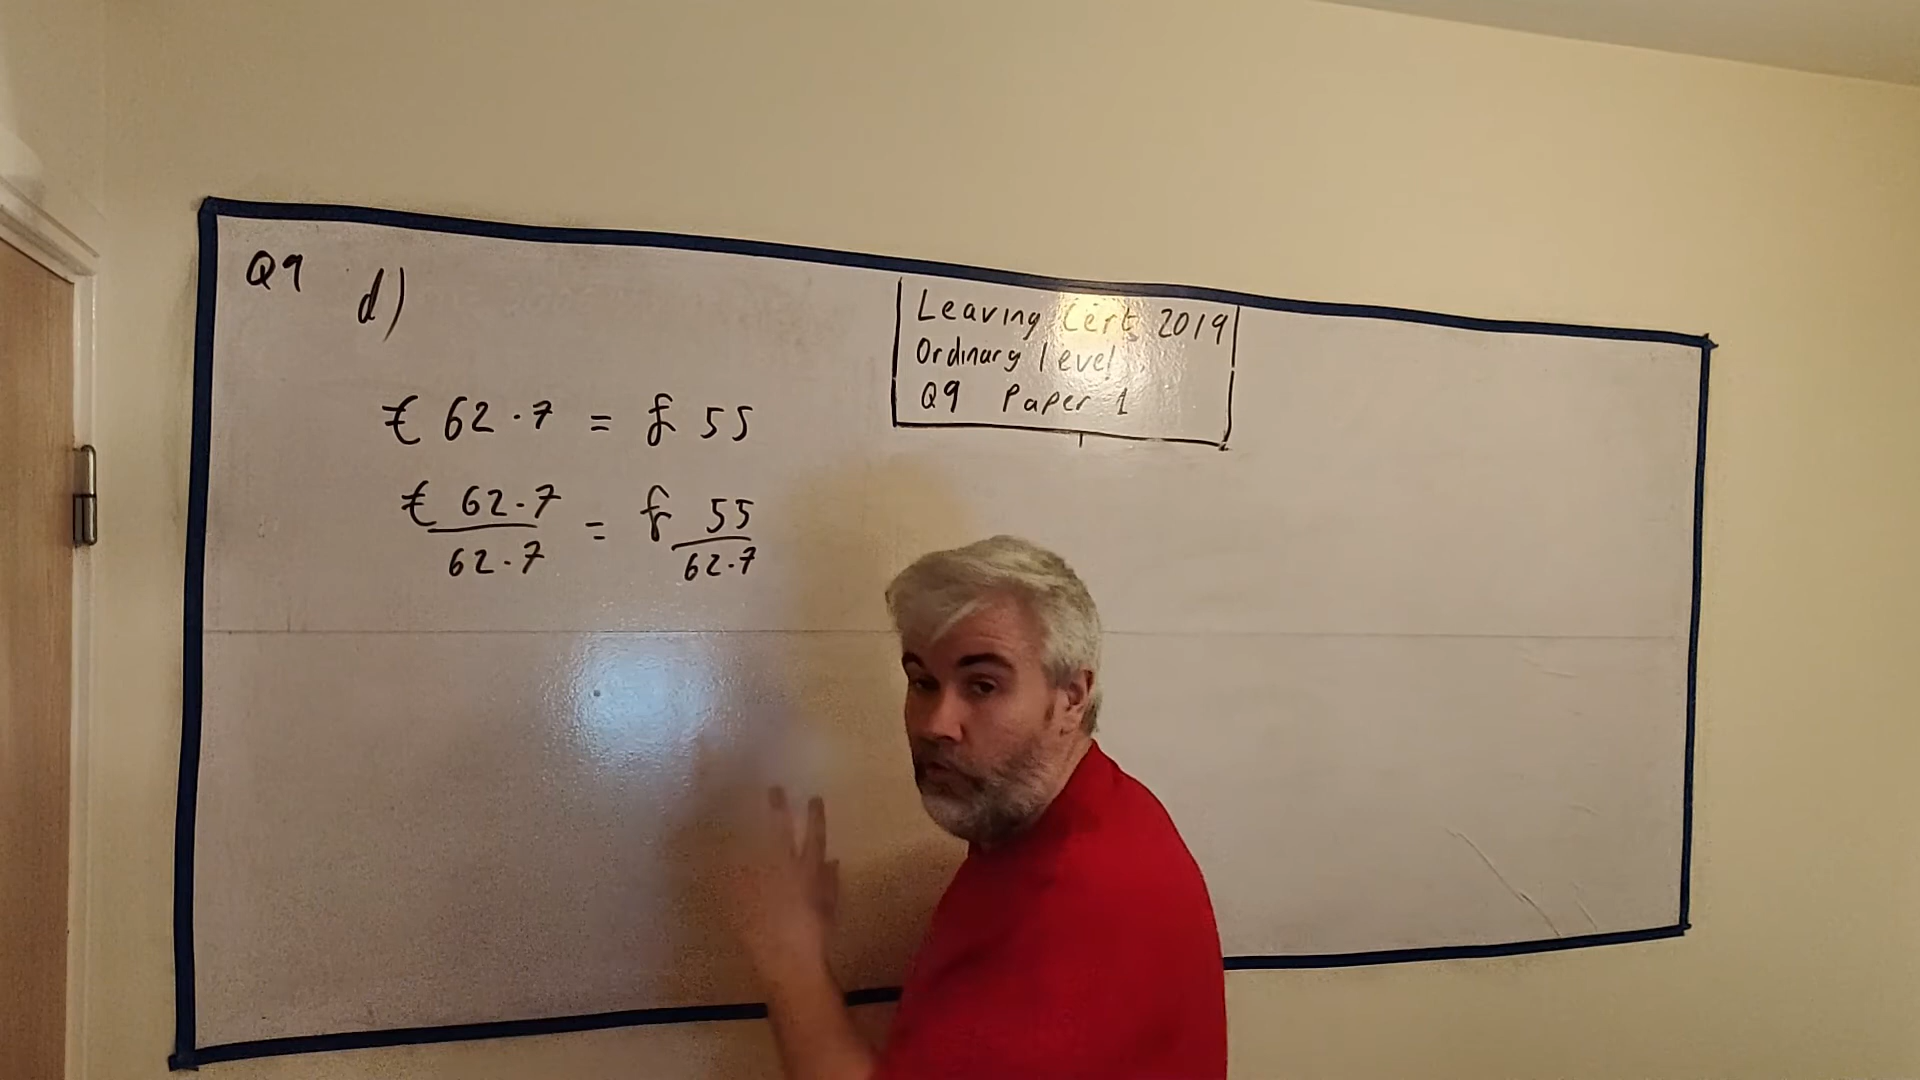 Q9 d)
Leaving Cert 2019
Ordinary level
Q9 Paper 1
€ 62.7 = £ 55
€ 62.7 / 62.7 = £ 55 / 62.7